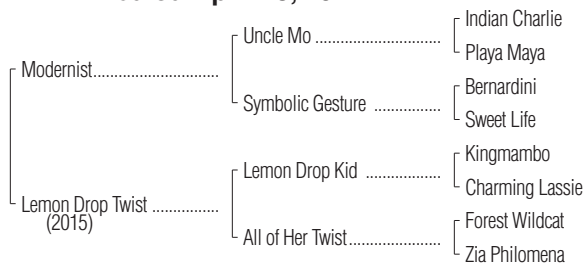 Indian Charlie
Uncle Mo
Playa Maya
Modernist
Bernardini
Symbolic Gesture
Sweet Life
Kingmambo
Lemon Drop Kid
Charming Lassie
Lemon Drop Twist
(2015)
Forest Wildcat
All of Her Twist
Zia Philomena